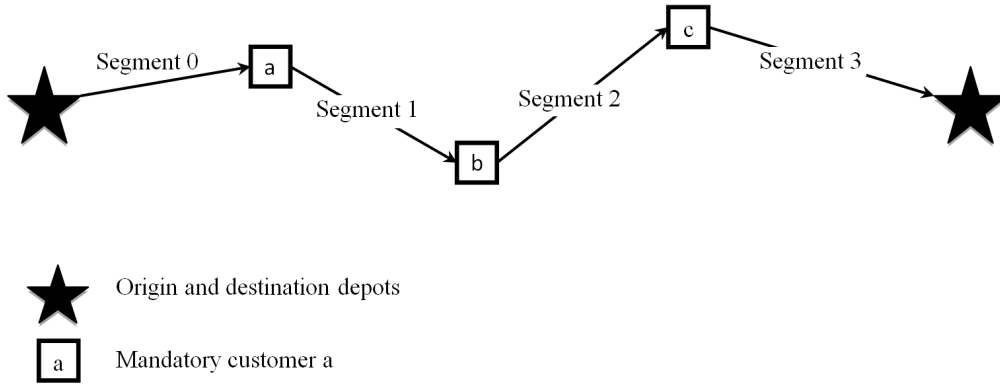 c
Segment 0
Segment 3
a
Segment 1
Segment 2
b
Origin and destination depots
a Mandatory customer a